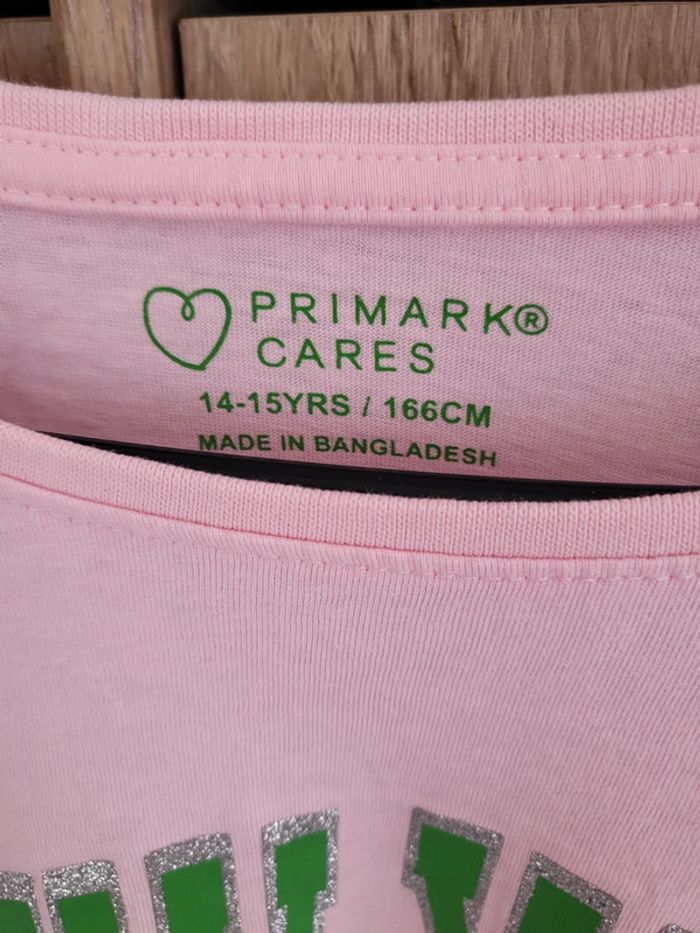 PRIMARK®
CARES
14-15YRS / 166CM
MADE IN BANGLADESH